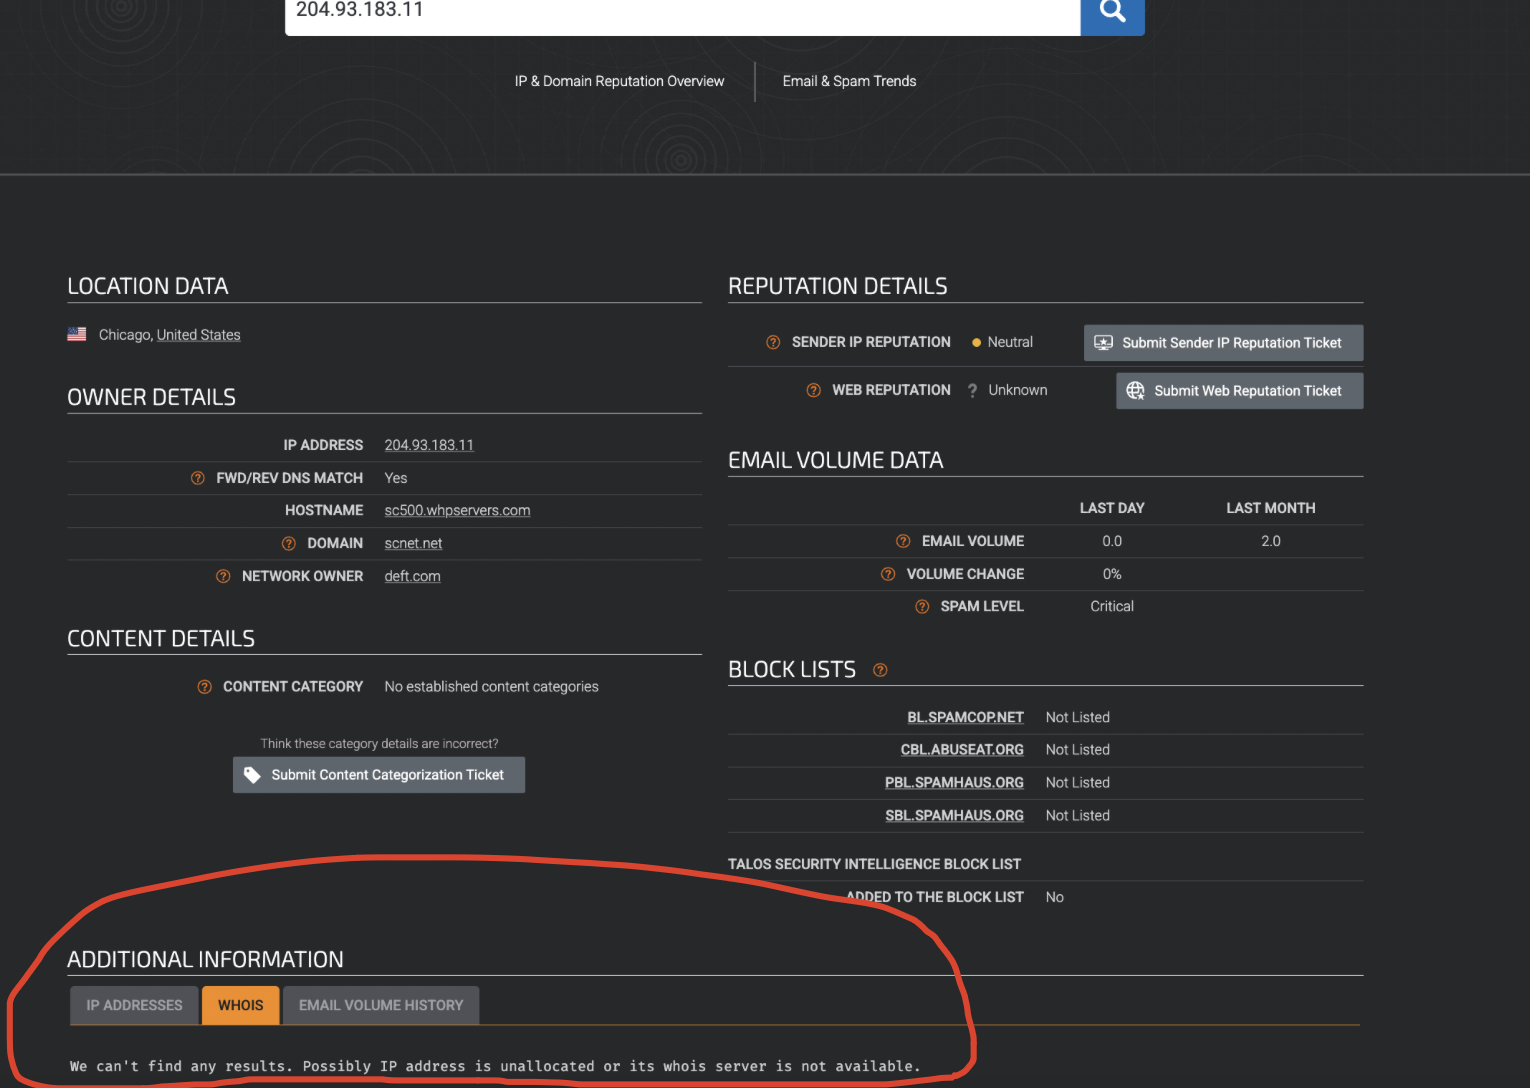 204.93.183.11
IP & Domain Reputation Overview
Email & Spam Trends
LOCATION DATA
Chicago, United States
OWNER DETAILS
IP ADDRESS 204.93.183.11
? FWD/REV DNS MATCH Yes
HOSTNAME sc500.whpservers.com
? DOMAIN scnet.net
? NETWORK OWNER deft.com
CONTENT DETAILS
? CONTENT CATEGORY No established content categories
Think these category details are incorrect?
Submit Content Categorization Ticket
REPUTATION DETAILS
? SENDER IP REPUTATION Neutral Submit Sender IP Reputation Ticket
? WEB REPUTATION ? Unknown Submit Web Reputation Ticket
EMAIL VOLUME DATA
LAST DAY LAST MONTH
? EMAIL VOLUME 0.0 2.0
? VOLUME CHANGE 0%
? SPAM LEVEL Critical
BLOCK LISTS ?
BL.SPAMCOP.NET Not Listed
CBL.ABUSEAT.ORG Not Listed
PBL.SPAMHAUS.ORG Not Listed
SBL.SPAMHAUS.ORG Not Listed
TALOS SECURITY INTELLIGENCE BLOCK LIST
ADDED TO THE BLOCK LIST No
ADDITIONAL INFORMATION
IP ADDRESSES WHOIS EMAIL VOLUME HISTORY
We can't find any results. Possibly IP address is unallocated or its whois server is not available.